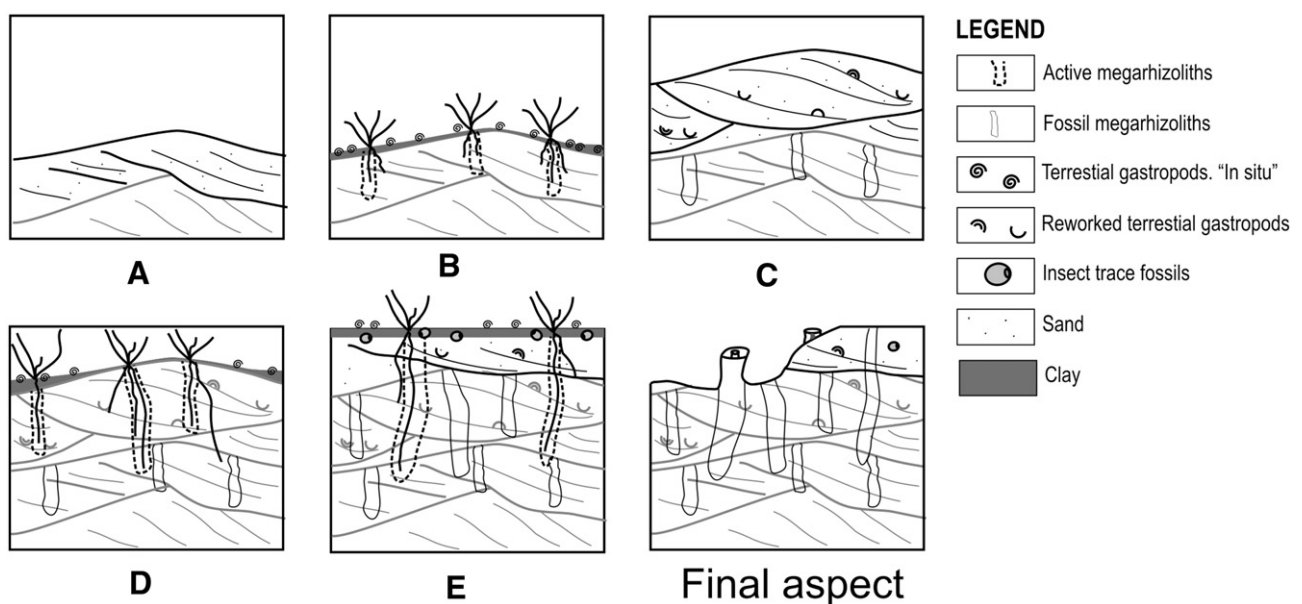 LEGEND
Active megarhizoliths
Fossil megarhizoliths
Terrestial gastropods. “In situ”
Reworked terrestial gastropods
Insect trace fossils
Sand
Clay
A
B
C
D
E
Final aspect